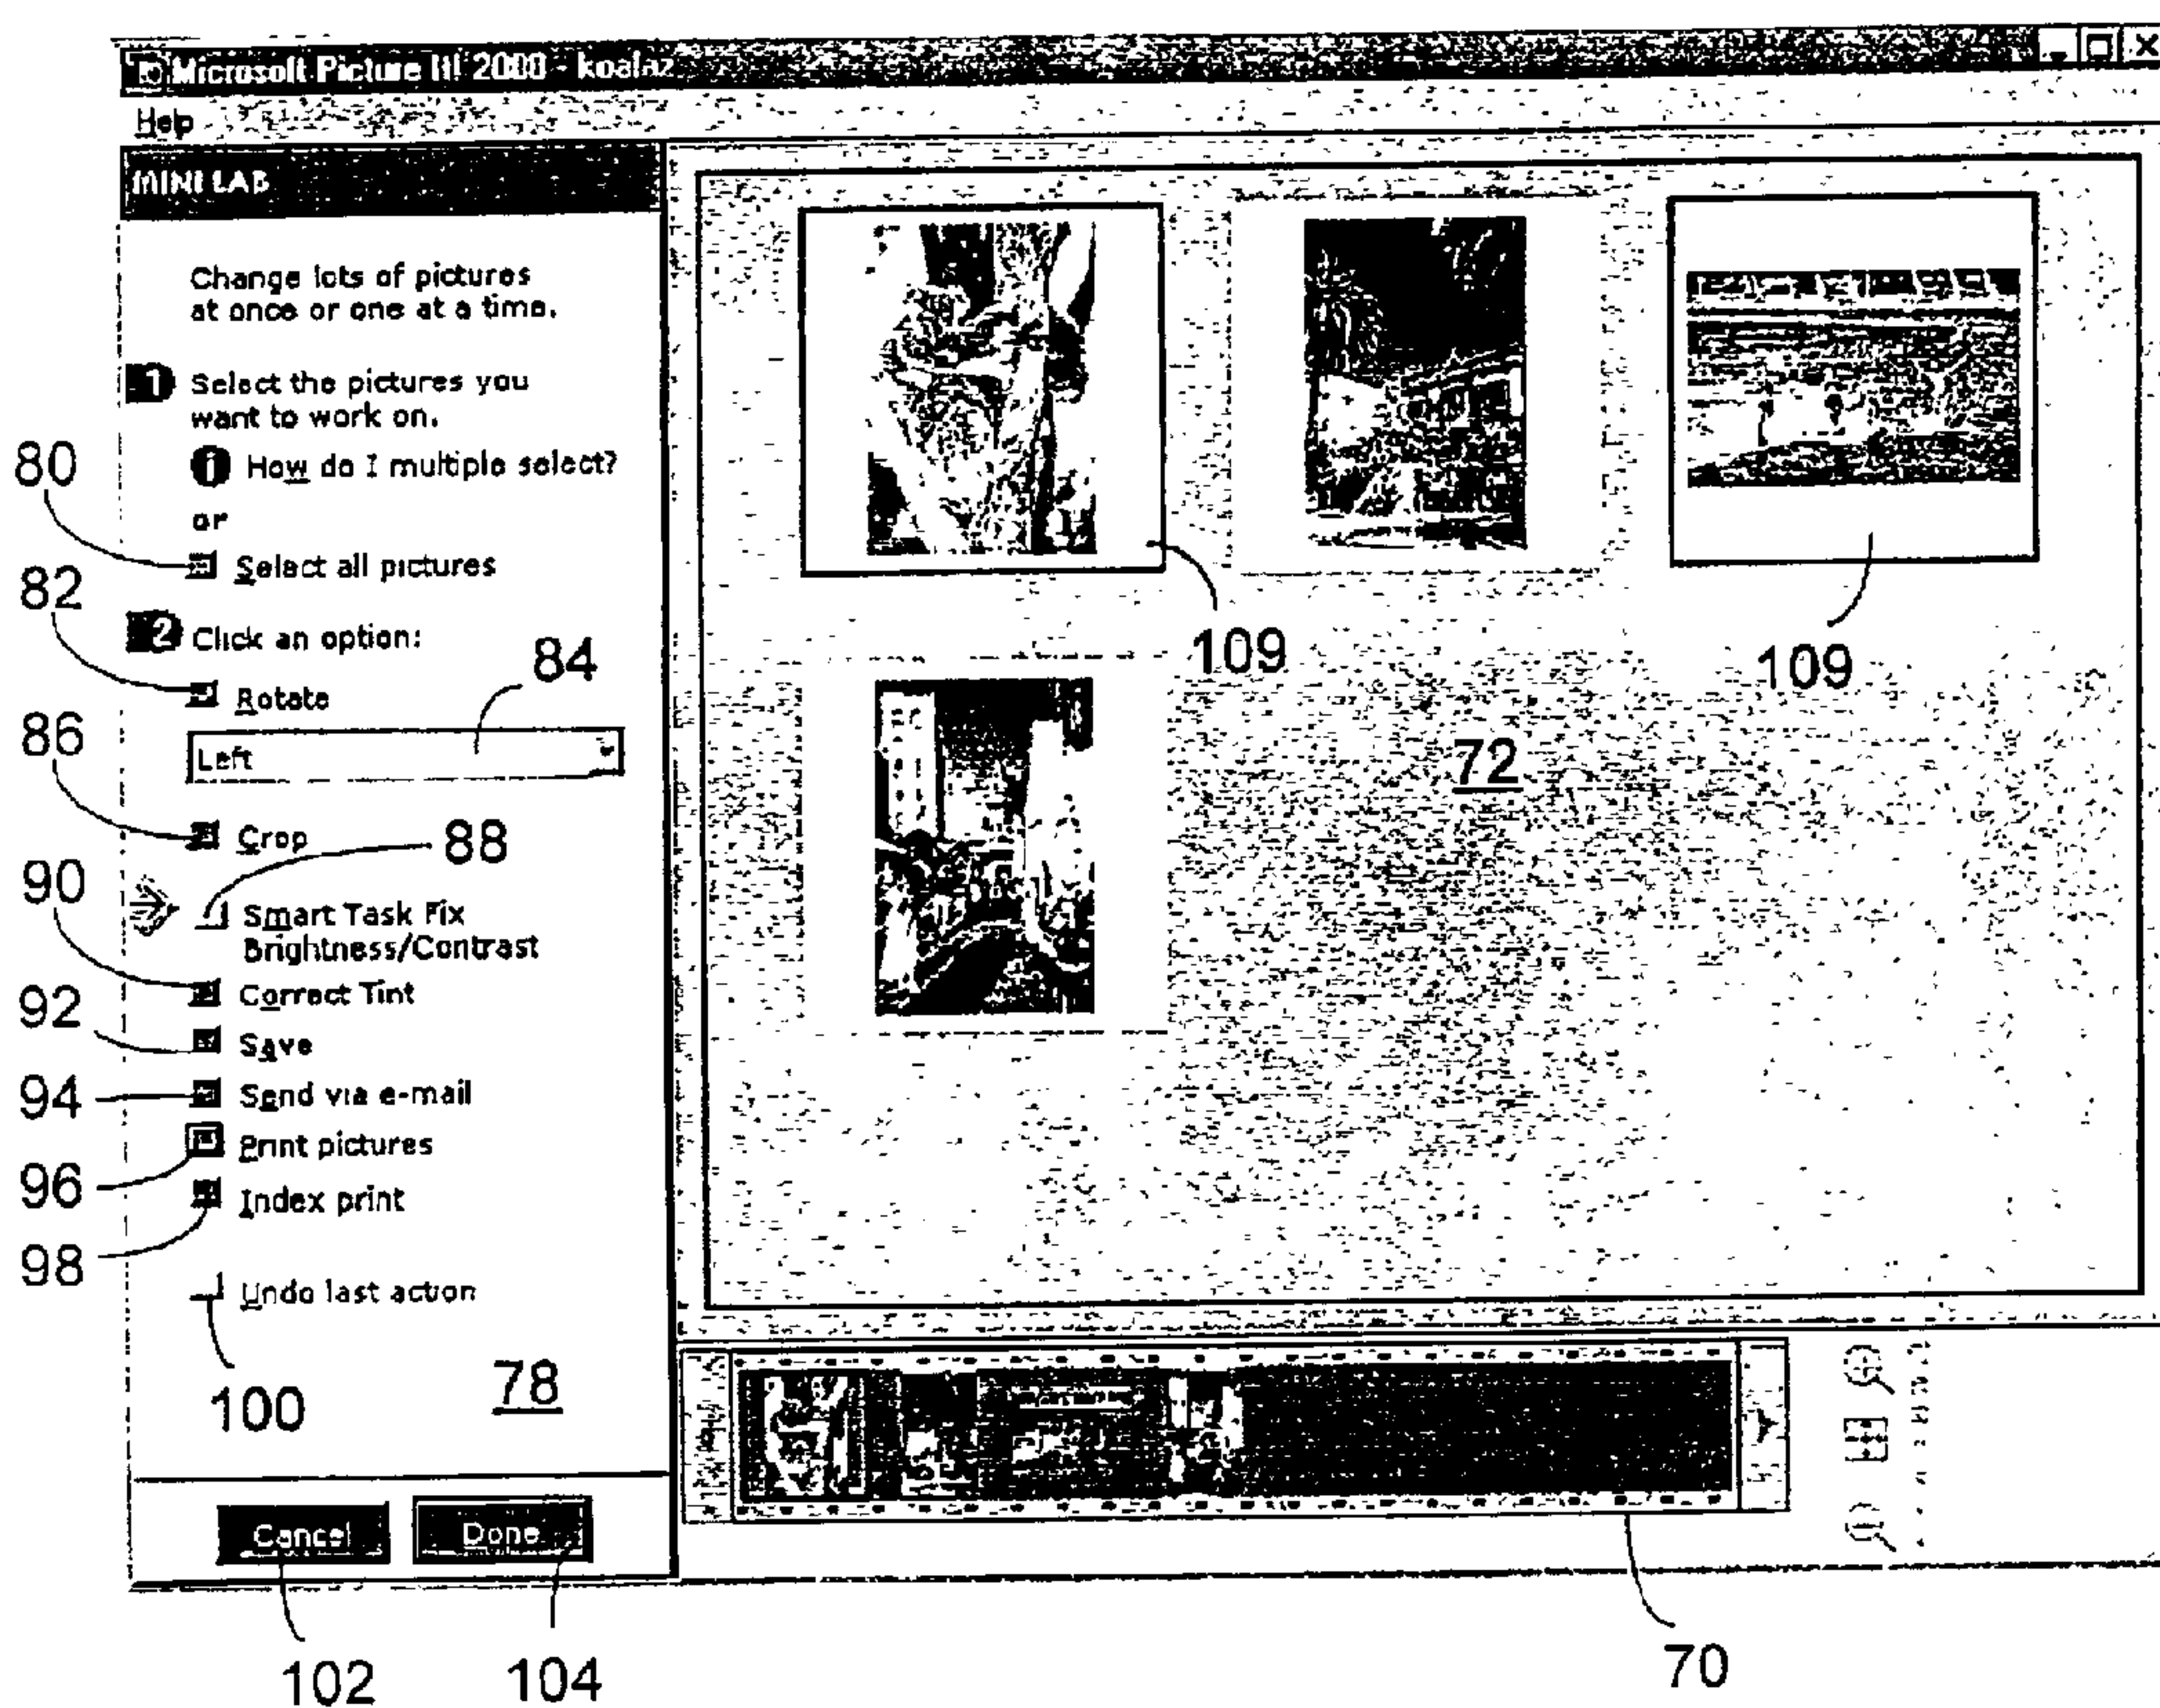 Microsoft Picture It! 2000 - koalaz
Help
MINI LAB
Change lots of pictures
at once or one at a time.
1 Select the pictures you
want to work on.
i How do I multiple select?
or
80
Select all pictures
82
2 Click an option:
84
Rotate
86
Left
Crop
88
90
Smart Task Fix
Brightness/Contrast
Correct Tint
92
Save
94
Send via e-mail
Print pictures
96
Index print
98
Undo last action
100
78
Cancel
Done
102
104
109
109
72
70